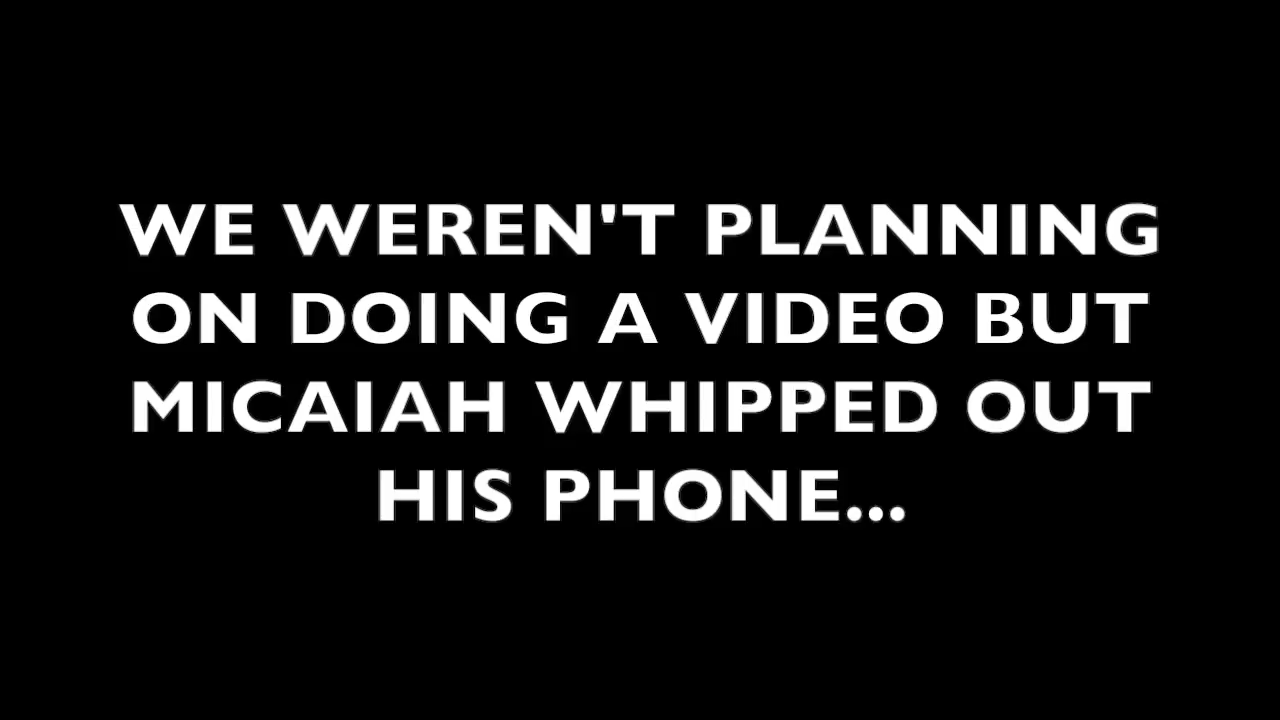 WE WEREN'T PLANNING
ON DOING A VIDEO BUT
MICAIAH WHIPPED OUT
HIS PHONE...